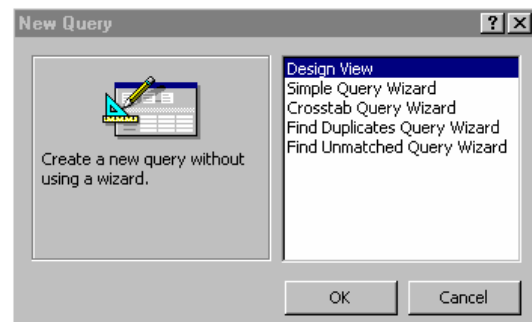 New Query
Design View
Simple Query Wizard
Crosstab Query Wizard
Find Duplicates Query Wizard
Find Unmatched Query Wizard
Create a new query without
using a wizard.
OK
Cancel